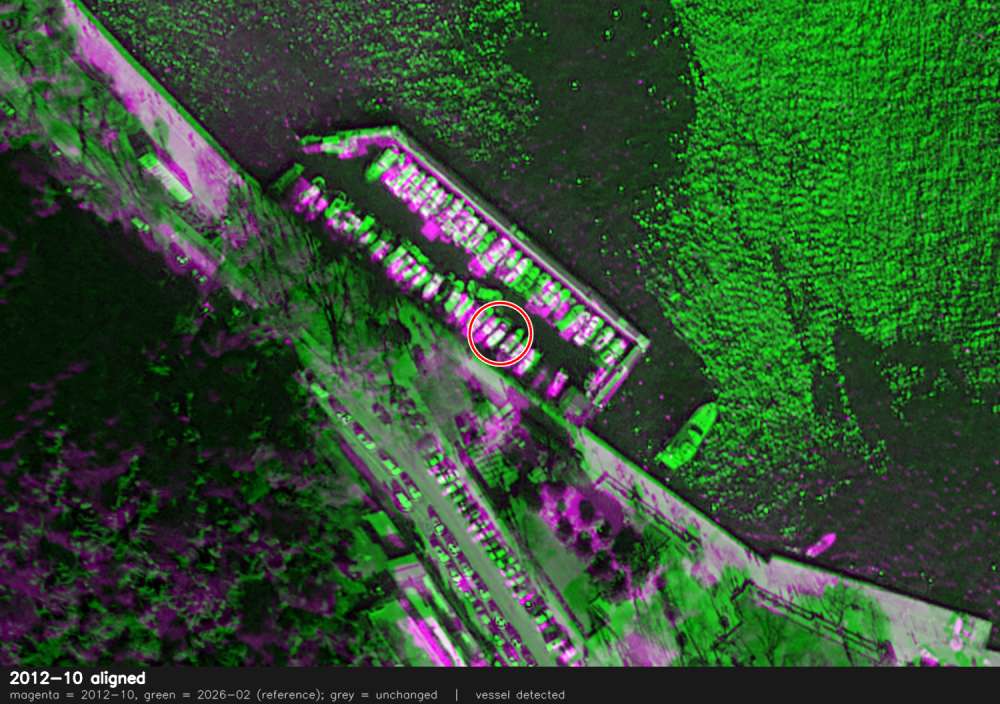 2012-10 aligned
magenta = 2012-10, green = 2026-02 (reference); grey = unchanged | vessel detected